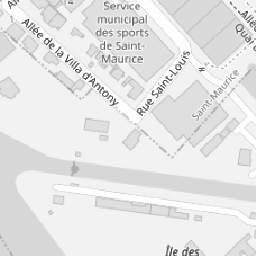 Service
municipal
des sports
de Saint-
Maurice
Allée de la Villa d'Antony
Rue Saint-Louis
Saint-Maurice
Île des